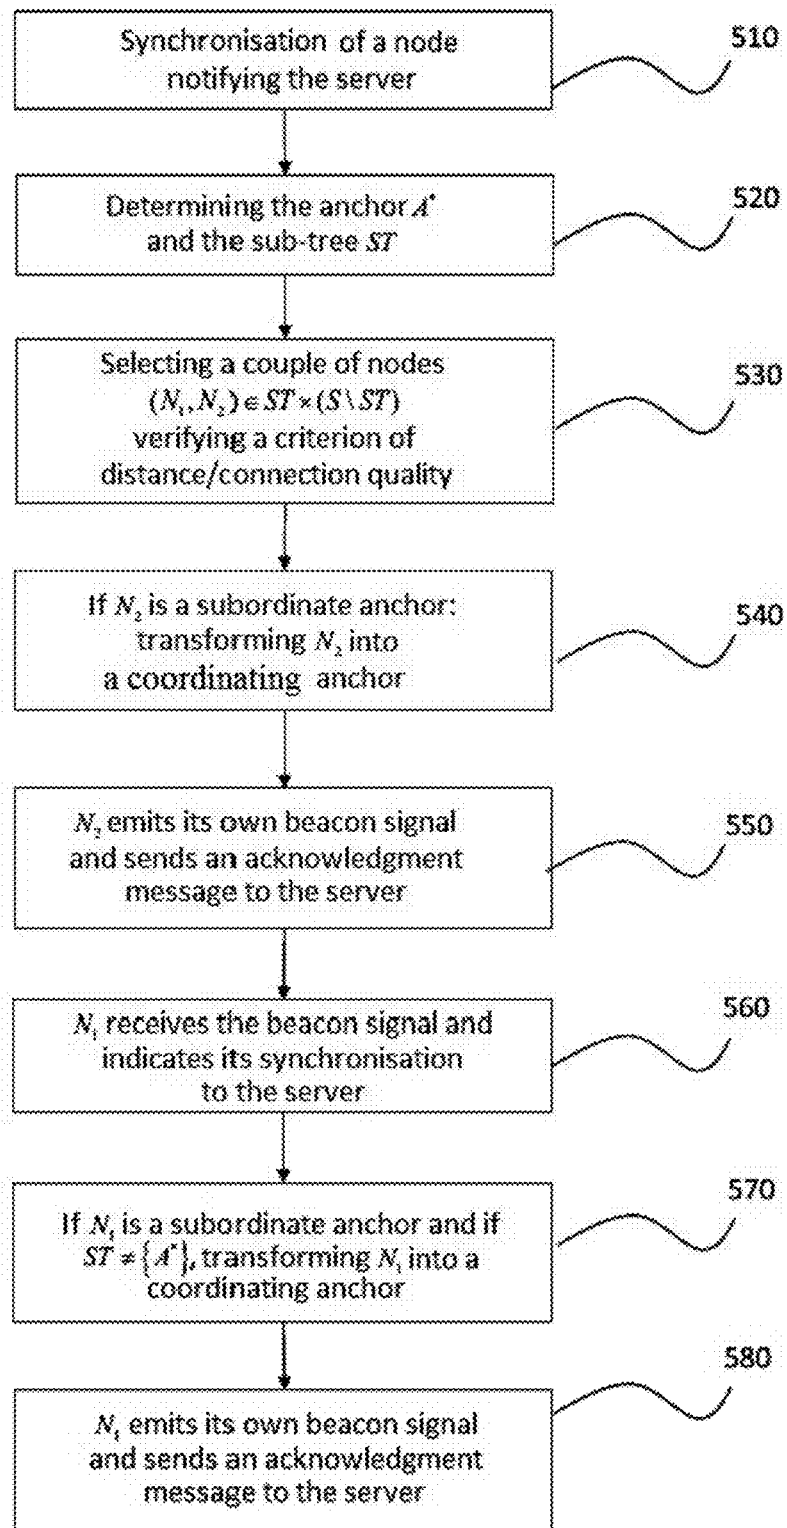 Synchronisation of a node
notifying the server
510
Determining the anchor A*
and the sub-tree ST
520
Selecting a couple of nodes
(N₁,N₂)∈ST×(S\ST)
verifying a criterion of
distance/connection quality
530
If N₂ is a subordinate anchor:
transforming N₂ into
a coordinating anchor
540
N₂ emits its own beacon signal
and sends an acknowledgment
message to the server
550
N₁ receives the beacon signal and
indicates its synchronisation
to the server
560
If N₁ is a subordinate anchor and if
ST≠{A*}, transforming N₁ into a
coordinating anchor
570
N₁ emits its own beacon signal
and sends an acknowledgment
message to the server
580